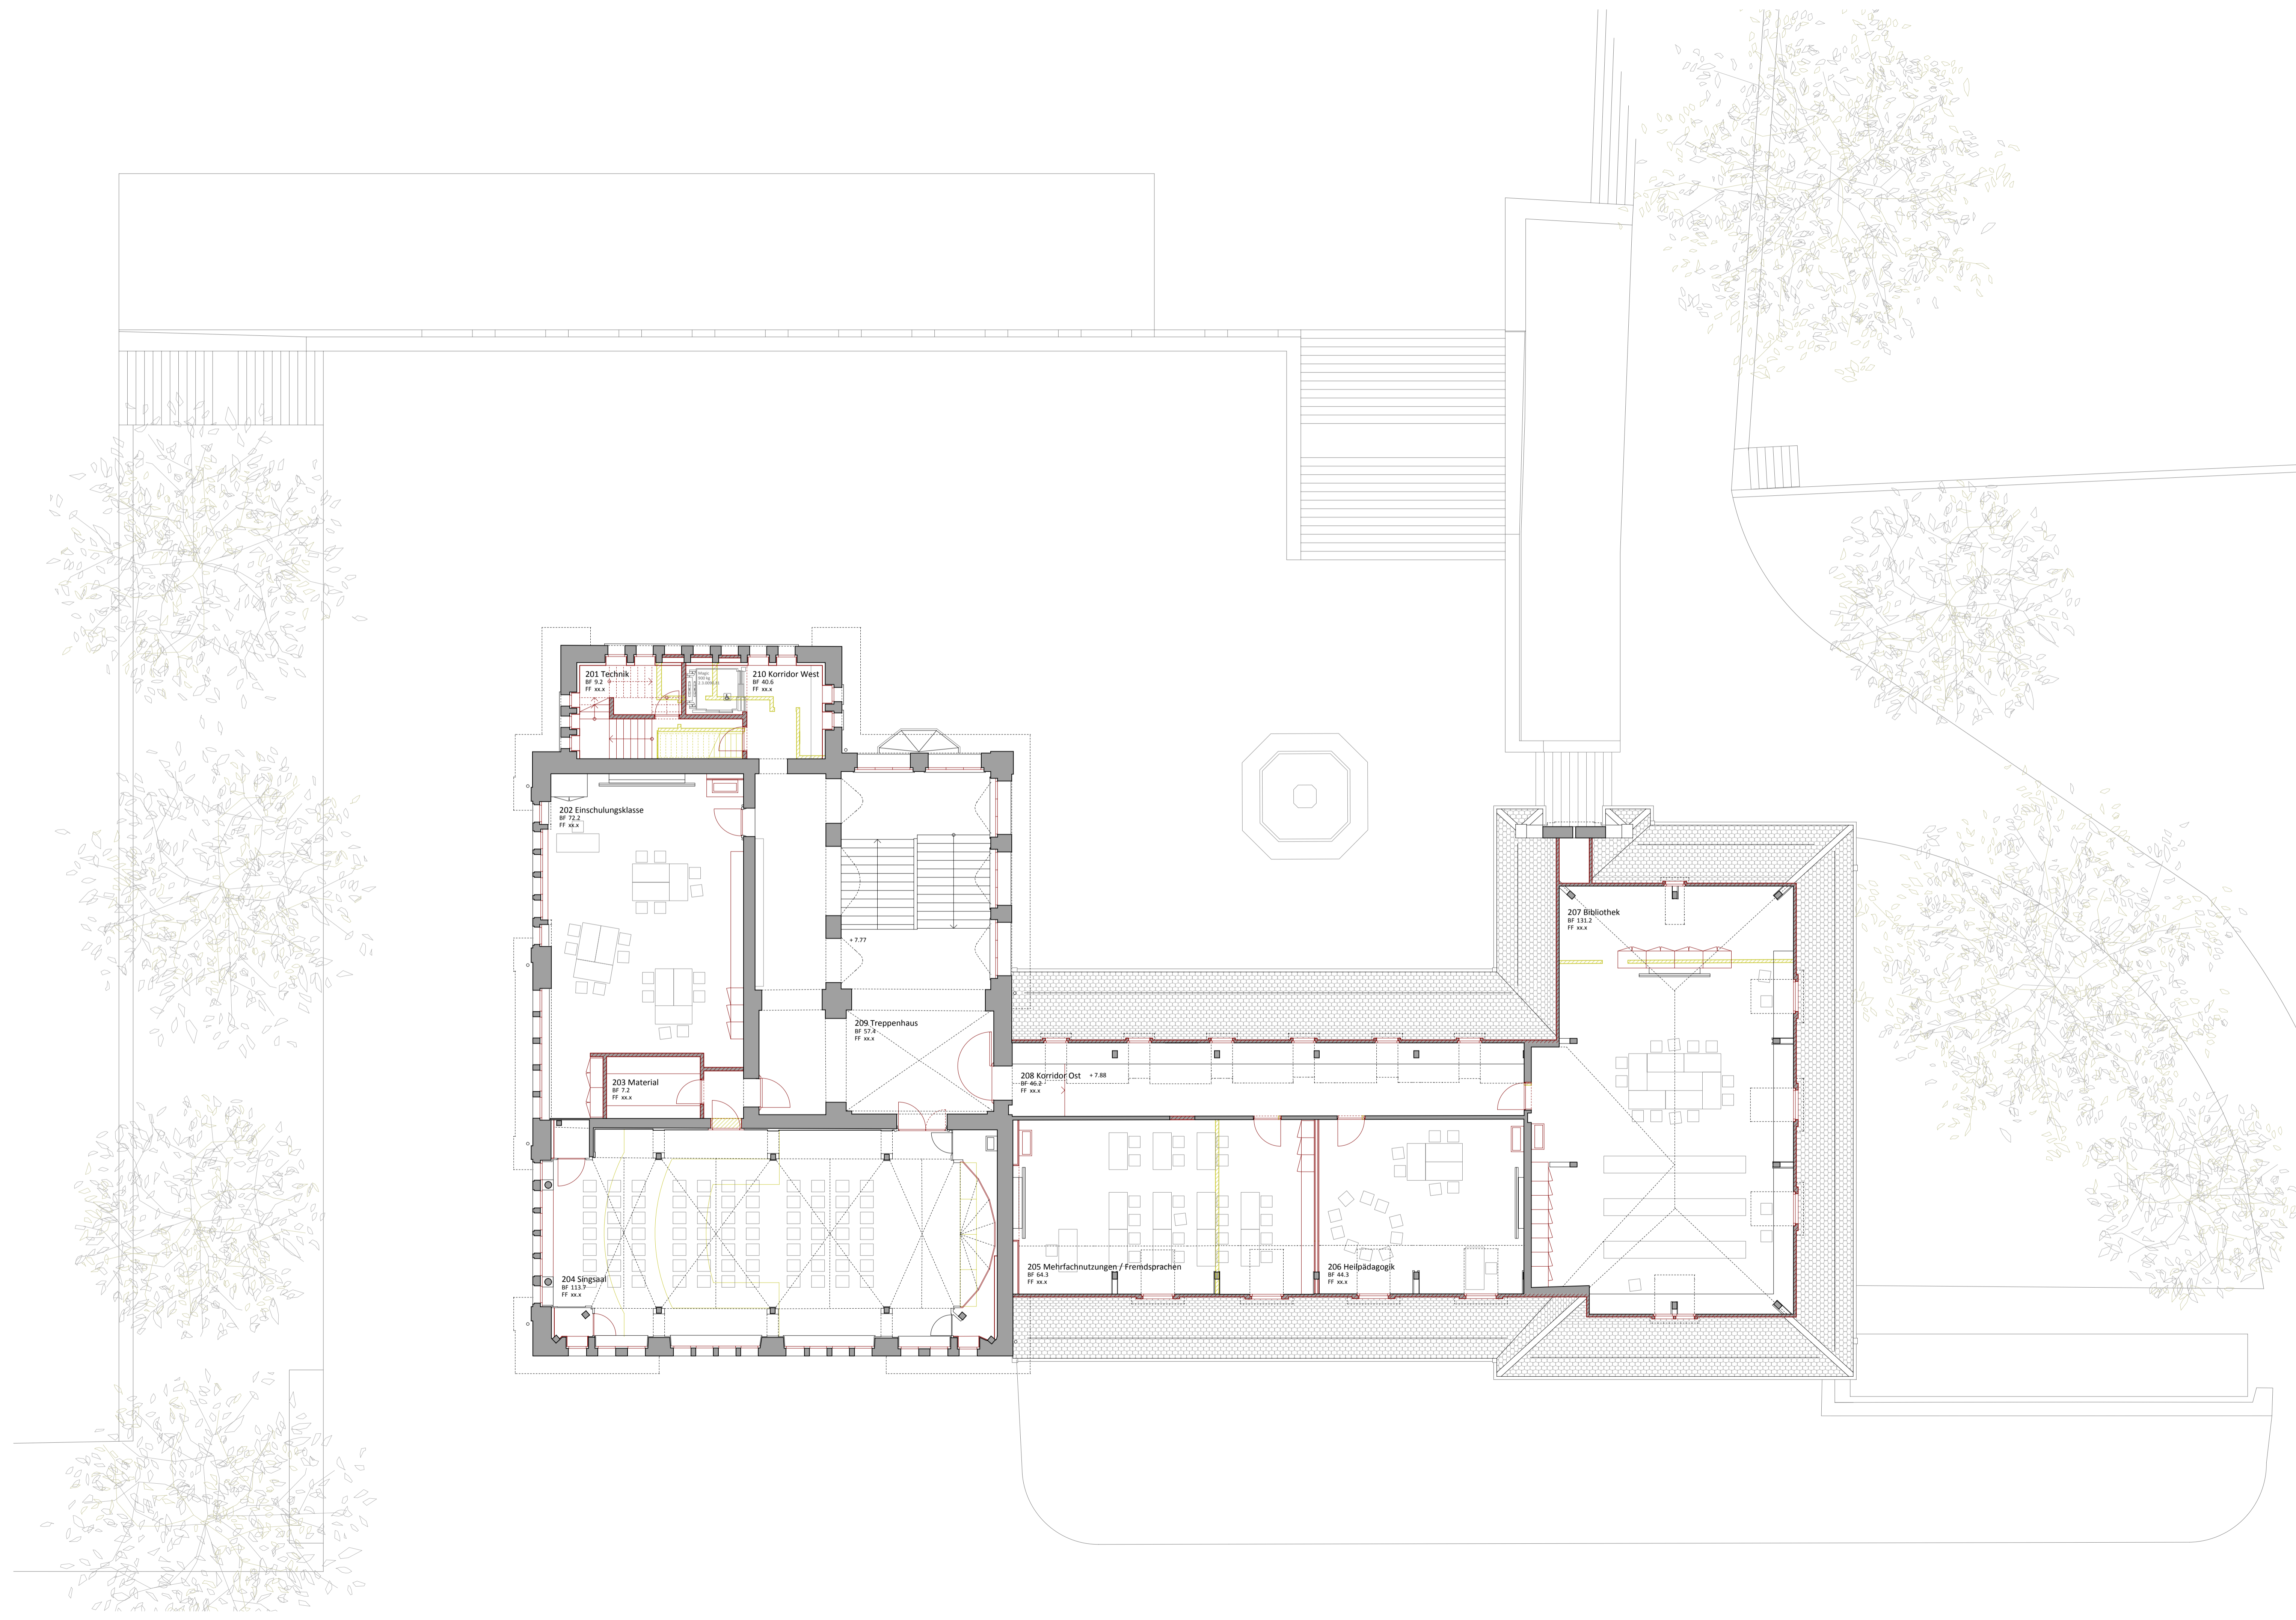 201 Technik
BF 9.2
FF xx.x
210 Korridor West
BF 40.6
FF xx.x
202 Einschulungsklasse
BF 72.2
FF xx.x
+ 7.77
207 Bibliothek
BF 131.2
FF xx.x
209 Treppenhaus
BF 57.4
FF xx.x
203 Material
BF 7.2
FF xx.x
208 Korridor Ost
BF 46.2
FF xx.x
+ 7.88
204 Singsaal
BF 113.7
FF xx.x
205 Mehrfachnutzungen / Fremdsprachen
BF 64.3
FF xx.x
206 Heilpädagogik
BF 44.3
FF xx.x